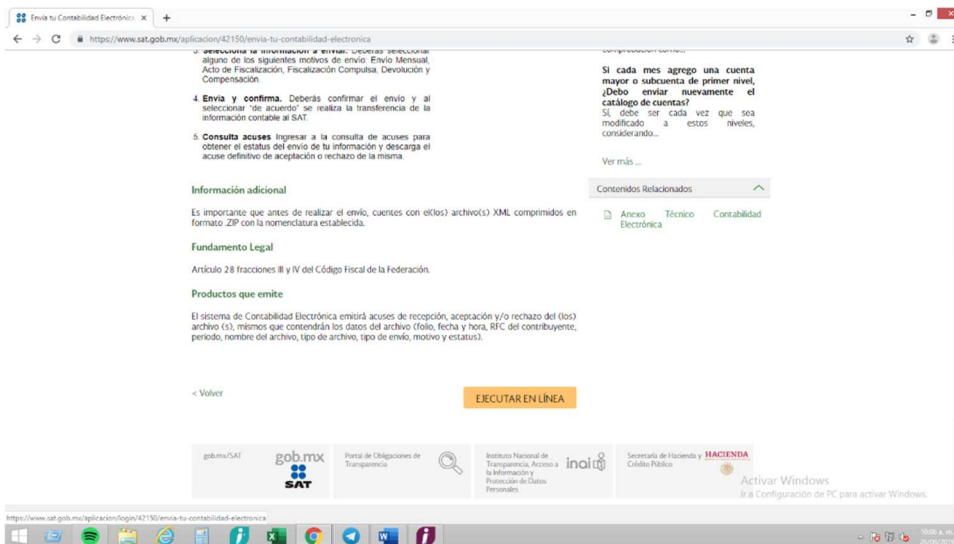 Envía tu Contabilidad Electrónica
https://www.sat.gob.mx/aplicacion/42150/envia-tu-contabilidad-electronica
3. Selecciona la información a enviar. Deberás seleccionar
alguno de los siguientes motivos de envío: Envío Mensual,
Acto de Fiscalización, Fiscalización Compulsa, Devolución y
Compensación.
4. Envía y confirma. Deberás confirmar el envío y al
seleccionar "de acuerdo" se realiza la transferencia de la
información contable al SAT.
5. Consulta acuses Ingresar a la consulta de acuses para
obtener el estatus del envío de tu información y descarga el
acuse definitivo de aceptación o rechazo de la misma.
Información adicional
Es importante que antes de realizar el envío, cuentes con el(los) archivo(s) XML comprimidos en
formato .ZIP con la nomenclatura establecida.
Fundamento Legal
Artículo 28 fracciones III y IV del Código Fiscal de la Federación.
Productos que emite
El sistema de Contabilidad Electrónica emitirá acuses de recepción, aceptación y/o rechazo del (los)
archivo (s), mismos que contendrán los datos del archivo (folio, fecha y hora, RFC del contribuyente,
periodo, nombre del archivo, tipo de archivo, tipo de envío, motivo y estatus).
< Volver
EJECUTAR EN LÍNEA
Si cada mes agrego una cuenta
mayor o subcuenta de primer nivel,
¿Debo enviar nuevamente el
catálogo de cuentas?
Sí, debe ser cada vez que sea
modificado a estos niveles,
considerando...
Ver más ...
Contenidos Relacionados
Anexo Técnico Contabilidad
Electrónica
gob.mx/SAT
gob.mx
SAT
Portal de Obligaciones de
Transparencia
Instituto Nacional de
Transparencia, Acceso a
la Información y
Protección de Datos
Personales
inai
Secretaría de Hacienda y
Crédito Público
HACIENDA
Activar Windows
Ir a Configuración de PC para activar Windows.
https://www.sat.gob.mx/aplicacion/login/42150/envia-tu-contabilidad-electronica
10:06 a. m.